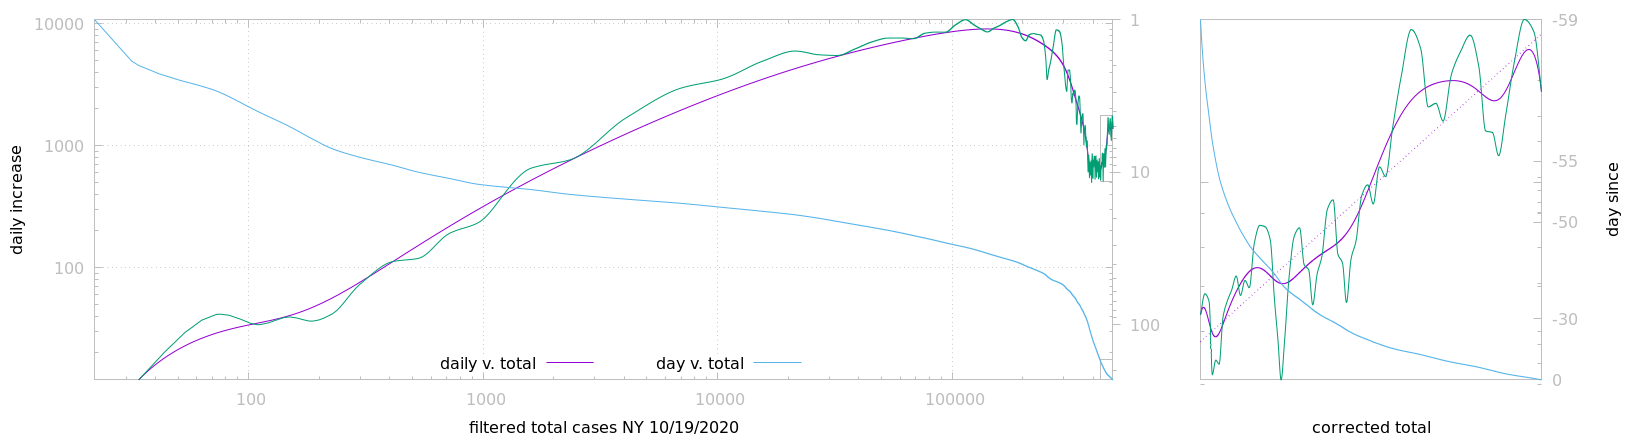 10000
1000
100
daily increase
1
10
100
daily v. total
day v. total
100
1000
10000
100000
filtered total cases NY 10/19/2020
-59
-55
-50
-30
0
day since
corrected total